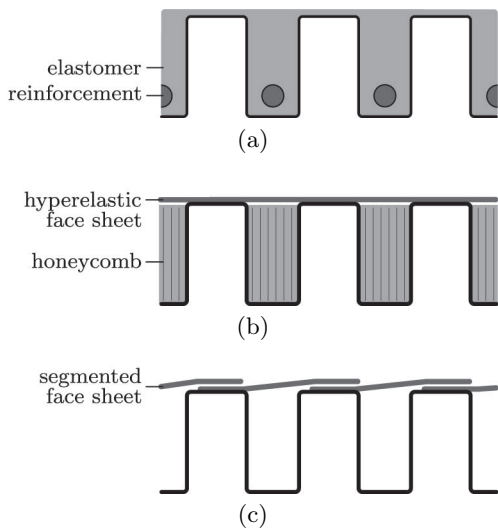 elastomer
reinforcement
(a)
hyperelastic
face sheet
honeycomb
(b)
segmented
face sheet
(c)